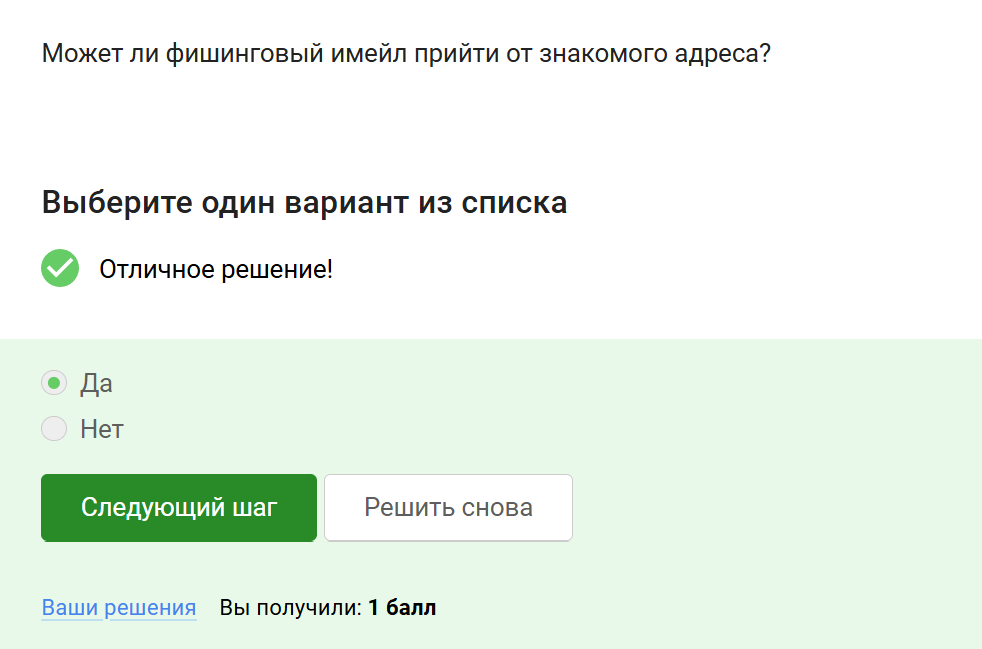 Может ли фишинговый имейл прийти от знакомого адреса?
Выберите один вариант из списка
Отличное решение!
Да
Нет
Следующий шаг
Решить снова
Ваши решения Вы получили: 1 балл